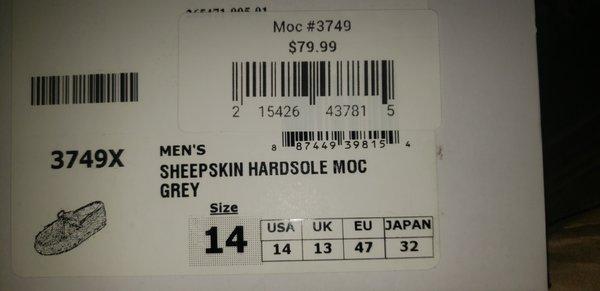 Moc #3749
$79.99
2 15426 43781 5
8 87449 39815 4
3749X
MEN'S
SHEEPSKIN HARDSOLE MOC
GREY
Size
14
USA UK EU JAPAN
14 13 47 32